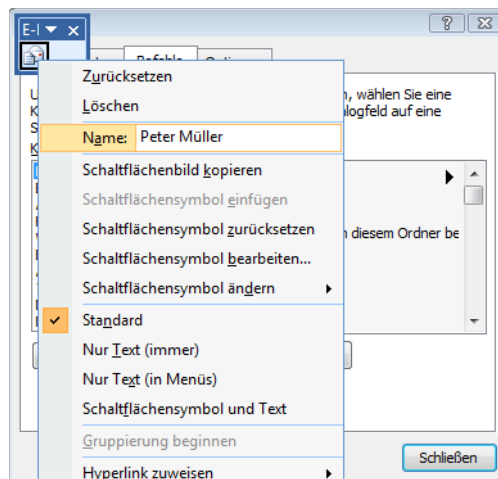 E-
Befehle
Zurücksetzen
Löschen
n, wählen Sie eine
logfeld auf eine
Name: Peter Müller
Schaltflächenbild kopieren
Schaltflächensymbol einfügen
Schaltflächensymbol zurücksetzen
n diesem Ordner be
Schaltflächensymbol bearbeiten...
Schaltflächensymbol ändern
Standard
Nur Text (immer)
Nur Text (in Menüs)
Schaltflächensymbol und Text
Gruppierung beginnen
Schließen
Hyperlink zuweisen